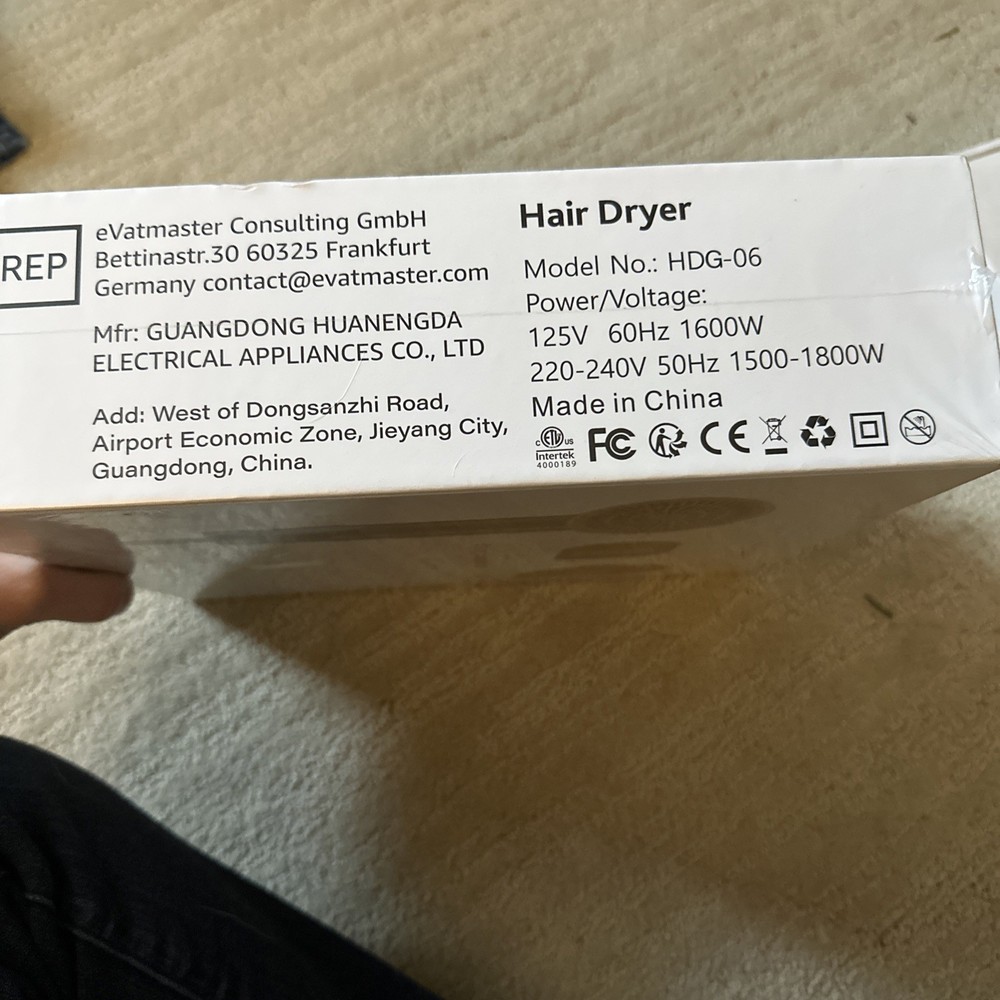 REP
eVatmaster Consulting GmbH
Bettinastr.30 60325 Frankfurt
Germany contact@evatmaster.com
Mfr: GUANGDONG HUANENGDA
ELECTRICAL APPLIANCES CO., LTD
Add: West of Dongsanzhi Road,
Airport Economic Zone, Jieyang City,
Guangdong, China.
Hair Dryer
Model No.: HDG-06
Power/Voltage:
125V 60Hz 1600W
220-240V 50Hz 1500-1800W
Made in China
c ETL us
Intertek
4000189
FC
CE